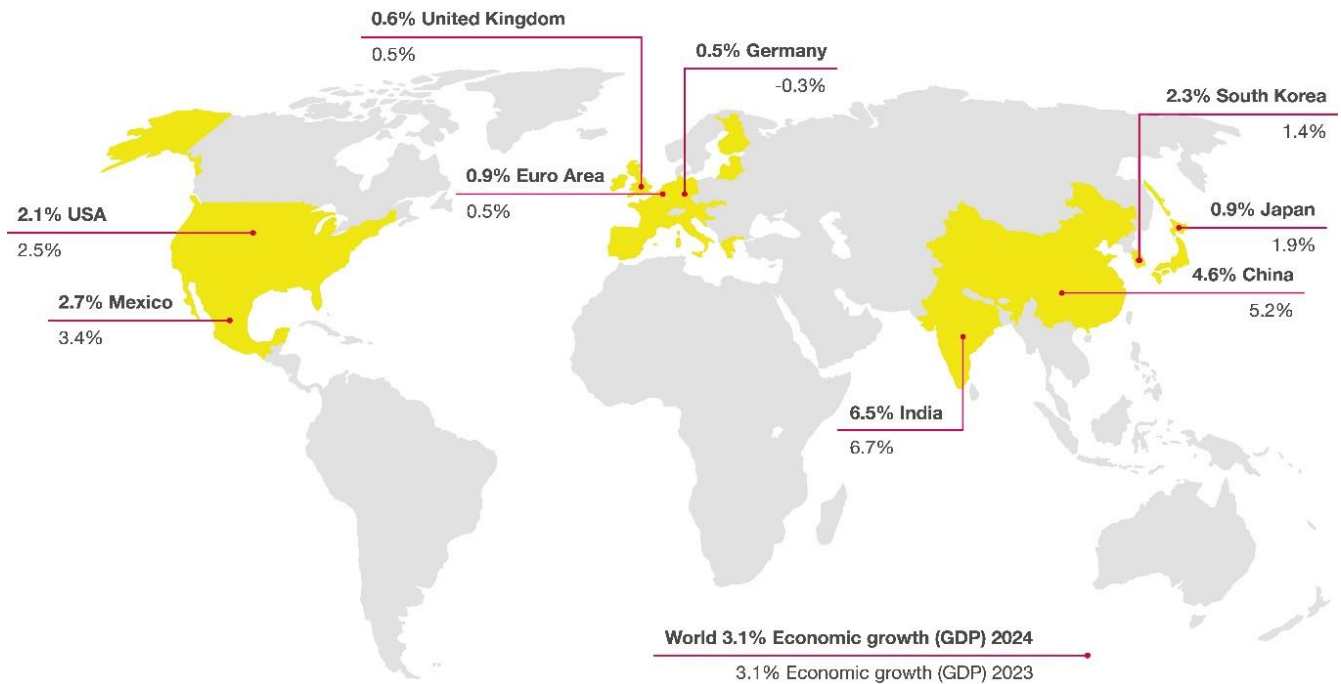 0.6% United Kingdom
0.5%
0.5% Germany
-0.3%
2.3% South Korea
1.4%
0.9% Euro Area
0.5%
2.1% USA
2.5%
0.9% Japan
1.9%
4.6% China
5.2%
2.7% Mexico
3.4%
6.5% India
6.7%
World 3.1% Economic growth (GDP) 2024
3.1% Economic growth (GDP) 2023